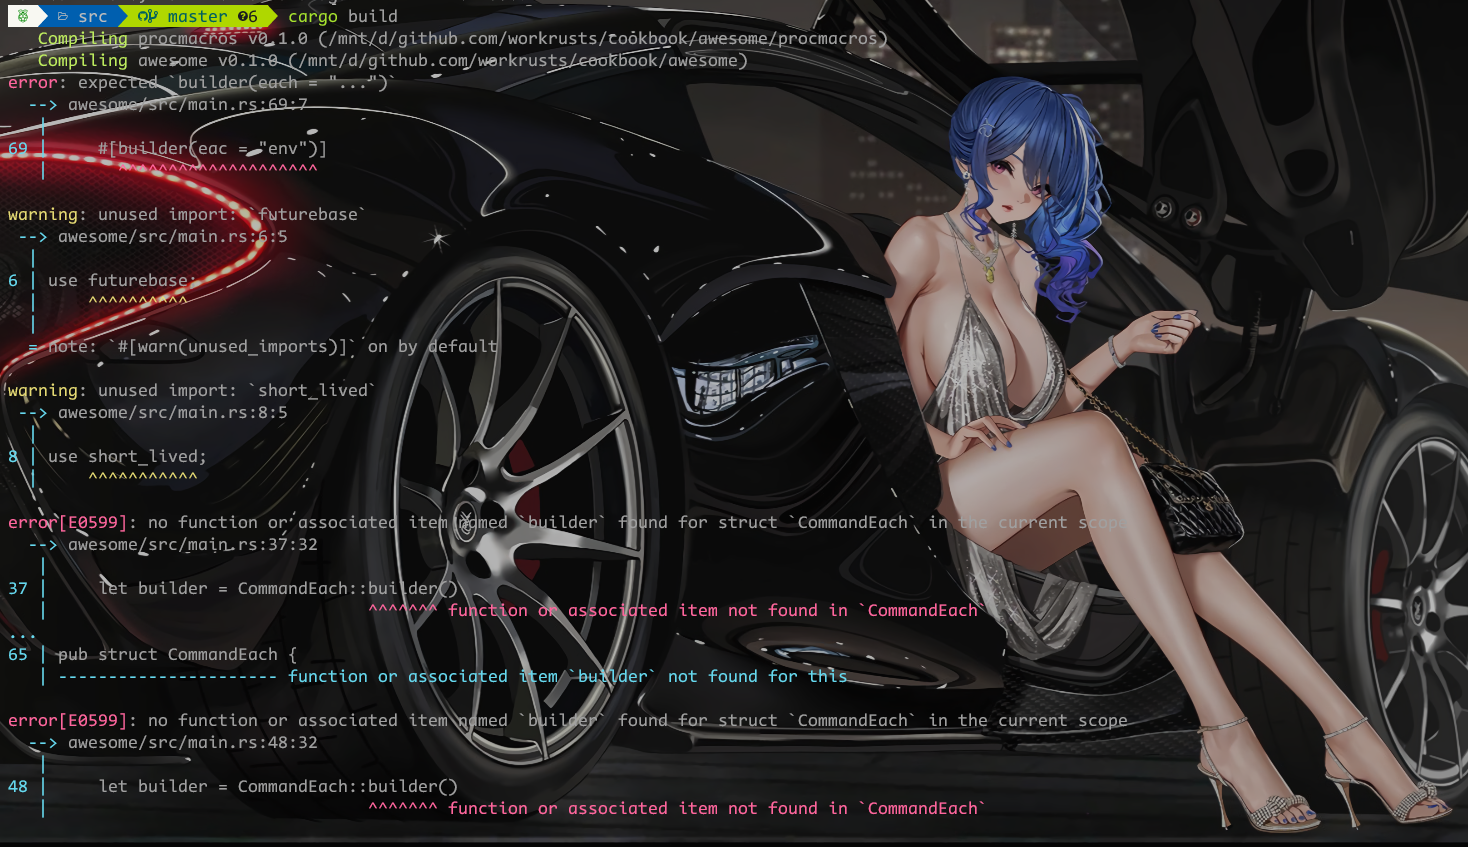 src master ?6 cargo build
Compiling procmacros v0.1.0 (/mnt/d/github.com/workrusts/cookbook/awesome/procmacros)
Compiling awesome v0.1.0 (/mnt/d/github.com/workrusts/cookbook/awesome)
error: expected `builder(each = "...")`
--> awesome/src/main.rs:69:7
|
69 | #[builder(eac = "env")]
| ^^^^^^^^^^^^^^^^^^^^
warning: unused import: `futurebase`
--> awesome/src/main.rs:6:5
|
6 | use futurebase;
| ^^^^^^^^^^
|
= note: `#[warn(unused_imports)]` on by default
warning: unused import: `short_lived`
--> awesome/src/main.rs:8:5
|
8 | use short_lived;
| ^^^^^^^^^^^
error[E0599]: no function or associated item named `builder` found for struct `CommandEach` in the current scope
--> awesome/src/main.rs:37:32
|
37 | let builder = CommandEach::builder()
| ^^^^^^^ function or associated item not found in `CommandEach`
...
65 | pub struct CommandEach {
| ---------------------- function or associated item `builder` not found for this
error[E0599]: no function or associated item named `builder` found for struct `CommandEach` in the current scope
--> awesome/src/main.rs:48:32
|
48 | let builder = CommandEach::builder()
| ^^^^^^^ function or associated item not found in `CommandEach`